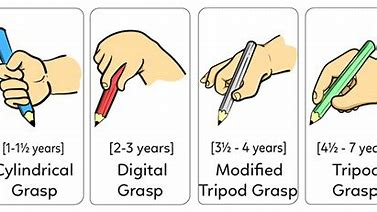 [1-1½ years]
Cylindrical
Grasp
[2-3 years]
Digital
Grasp
[3½ - 4 years]
Modified
Tripod Grasp
[4½ - 7 year
Tripod
Grasp